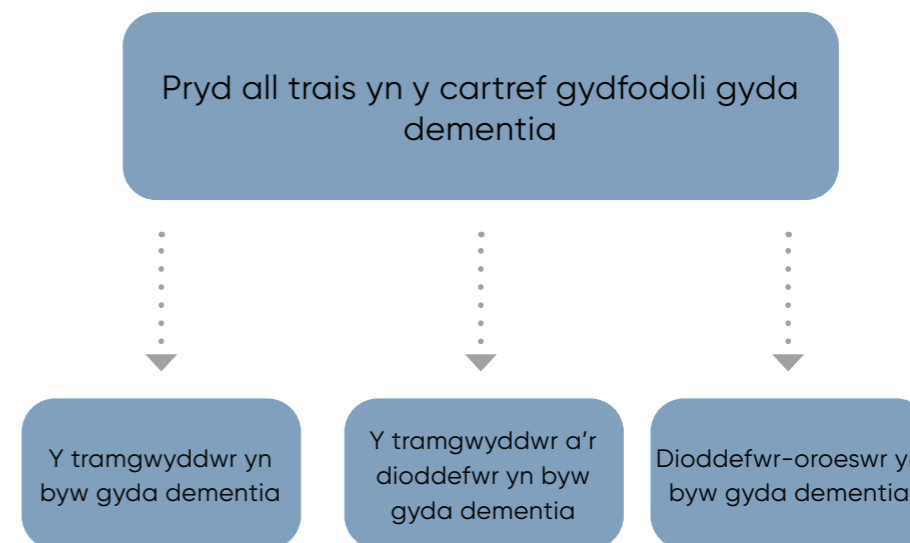 Pryd all trais yn y cartref gydfodoli gyda
dementia
Y tramgwyddwr yn
byw gyda dementia
Y tramgwyddwr a'r
dioddefwr yn byw
gyda dementia
Dioddefwr-oroeswr yn
byw gyda dementia